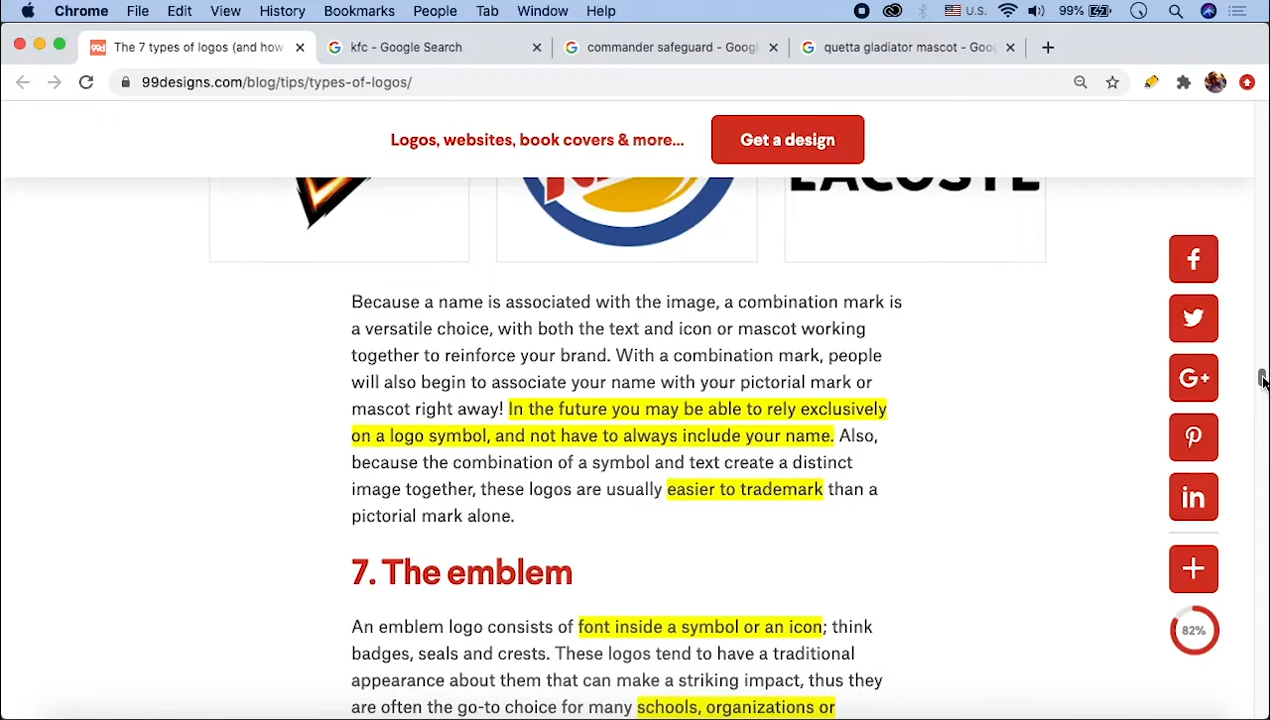 Chrome File Edit View History Bookmarks People Tab Window Help U.S. 99%
99d The 7 types of logos (and how
kfc - Google Search
commander safeguard - Googl
quetta gladiator mascot - Goog
99designs.com/blog/tips/types-of-logos/
Logos, websites, book covers & more...
Get a design
LACOSTE
Because a name is associated with the image, a combination mark is
a versatile choice, with both the text and icon or mascot working
together to reinforce your brand. With a combination mark, people
will also begin to associate your name with your pictorial mark or
mascot right away! In the future you may be able to rely exclusively
on a logo symbol, and not have to always include your name. Also,
because the combination of a symbol and text create a distinct
image together, these logos are usually easier to trademark than a
pictorial mark alone.
7. The emblem
An emblem logo consists of font inside a symbol or an icon; think
badges, seals and crests. These logos tend to have a traditional
appearance about them that can make a striking impact, thus they
are often the go-to choice for many schools, organizations or
82%